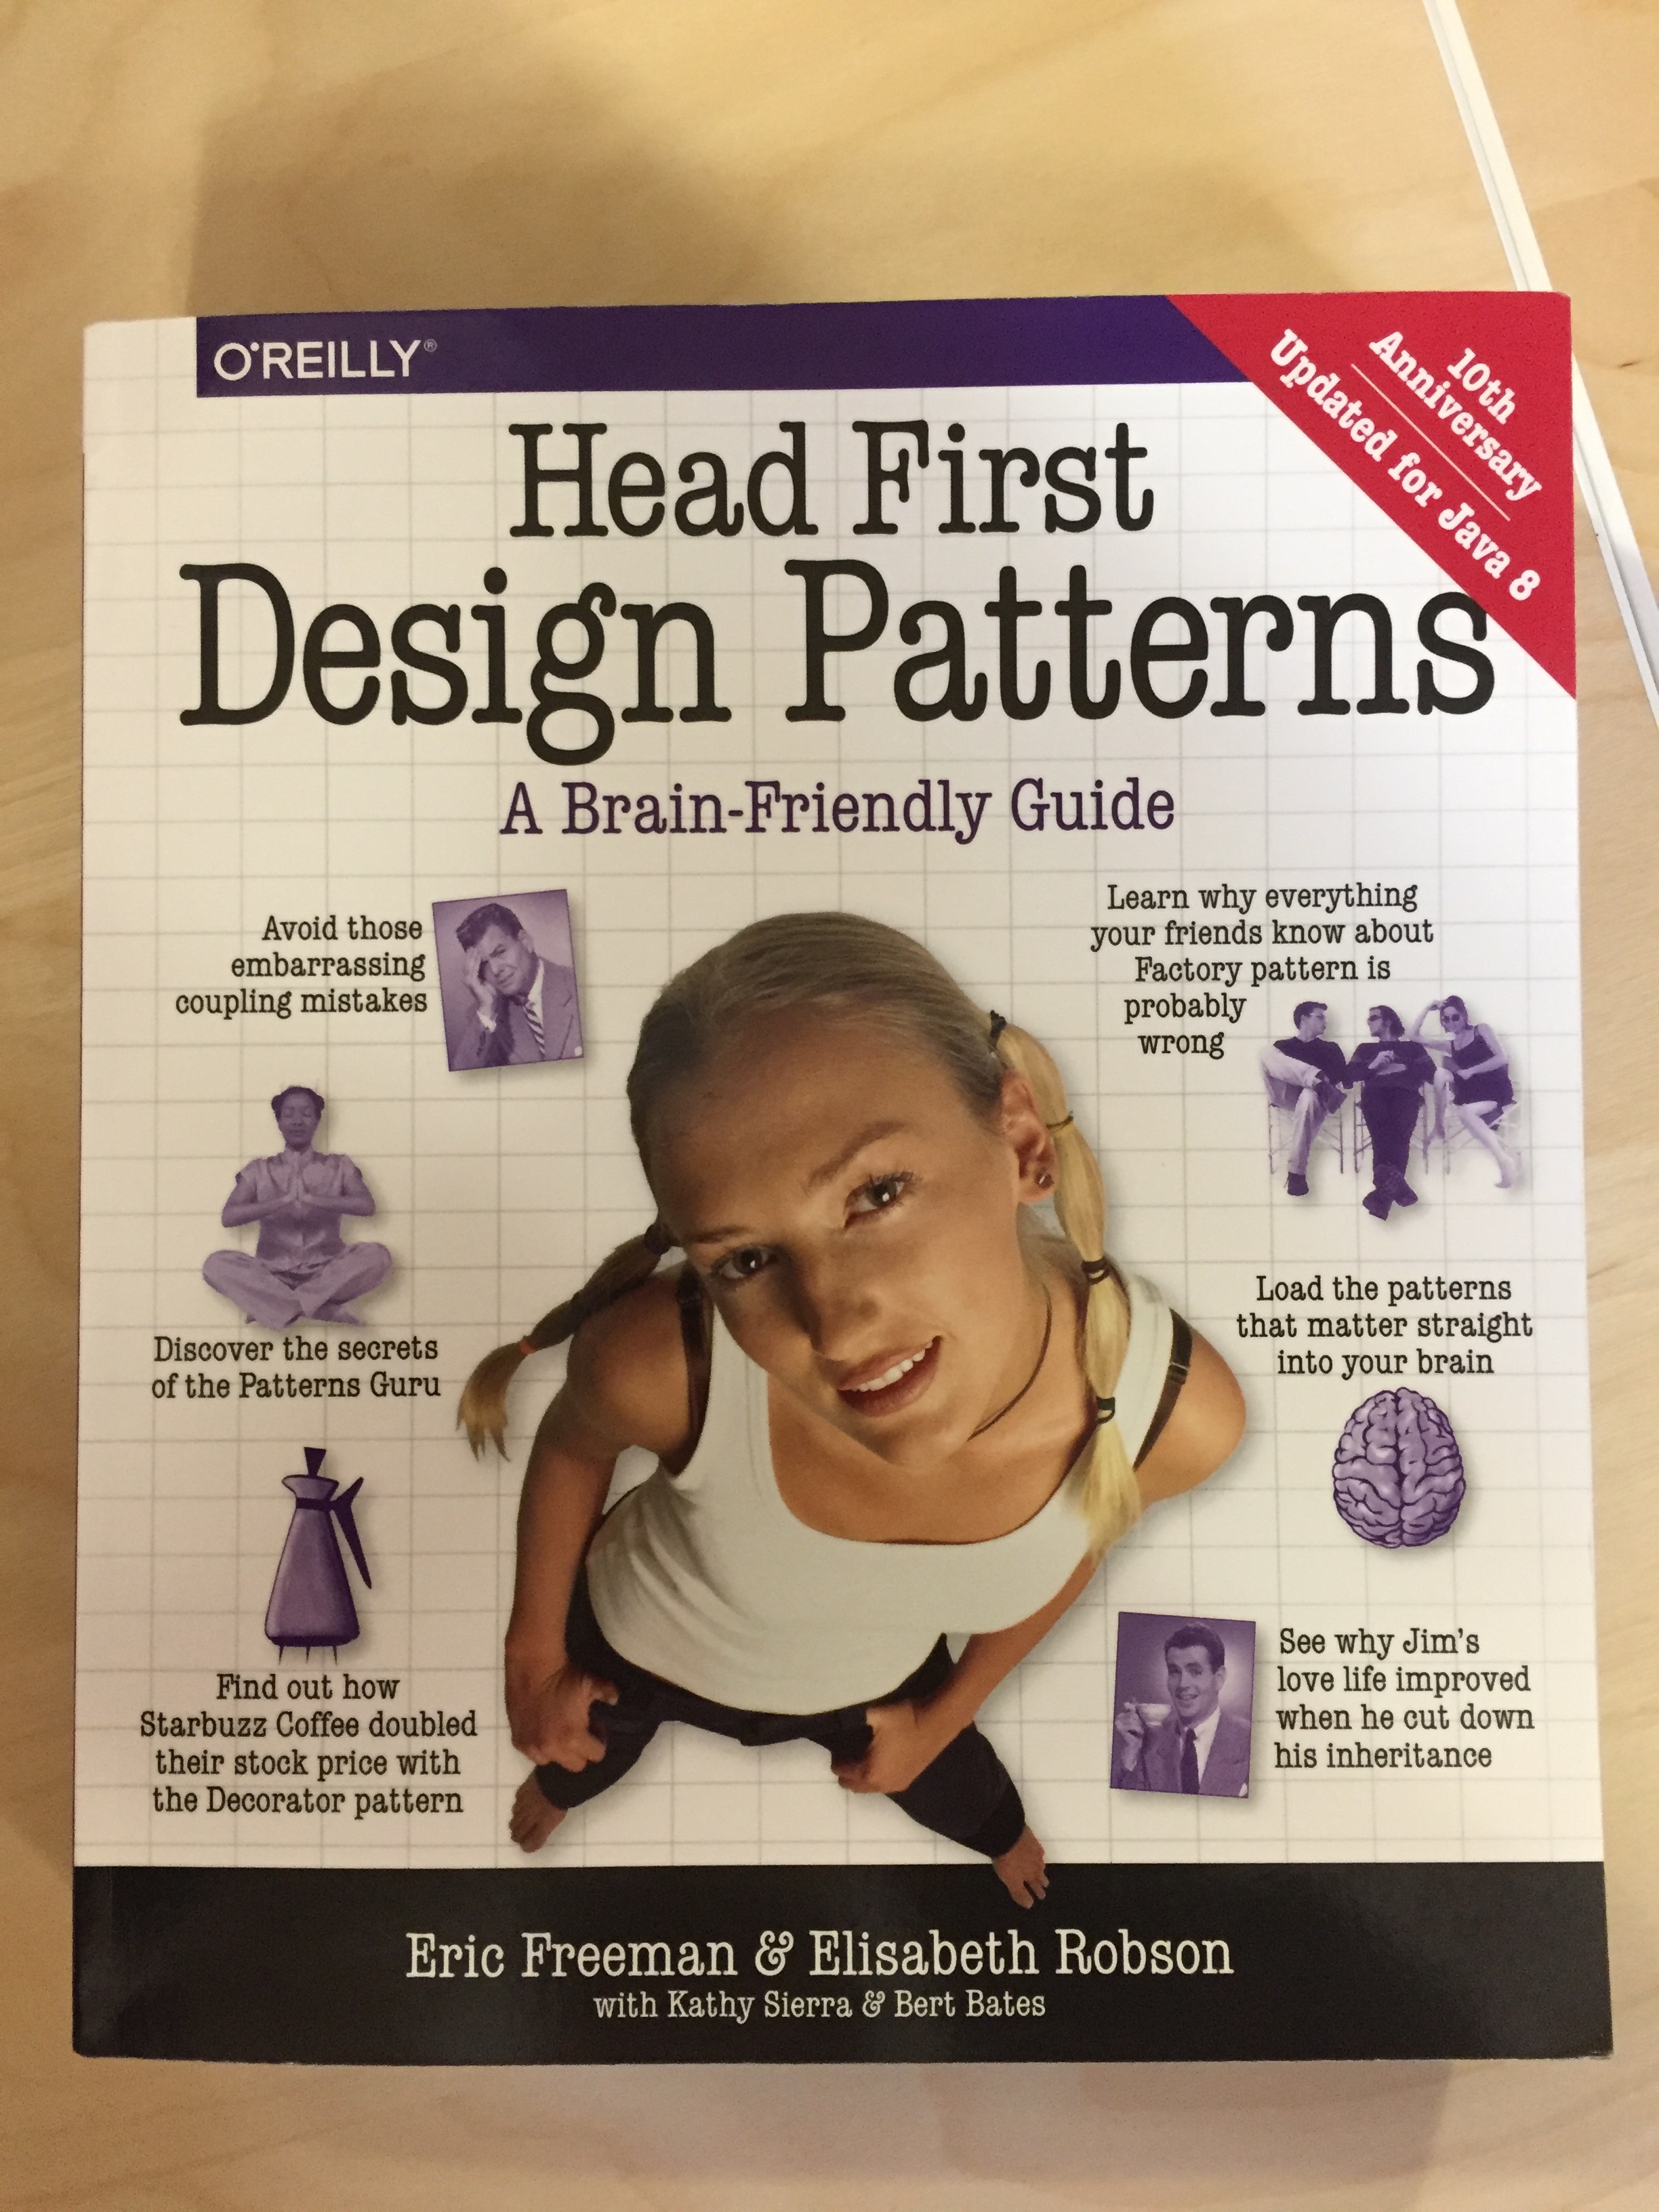 O'REILLY®
10th
Anniversary
Updated for Java 8
Head First
Design Patterns
A Brain-Friendly Guide
Avoid those
embarrassing
coupling mistakes
Learn why everything
your friends know about
Factory pattern is
probably
wrong
Discover the secrets
of the Patterns Guru
Load the patterns
that matter straight
into your brain
Find out how
Starbuzz Coffee doubled
their stock price with
the Decorator pattern
See why Jim's
love life improved
when he cut down
his inheritance
Eric Freeman & Elisabeth Robson
with Kathy Sierra & Bert Bates